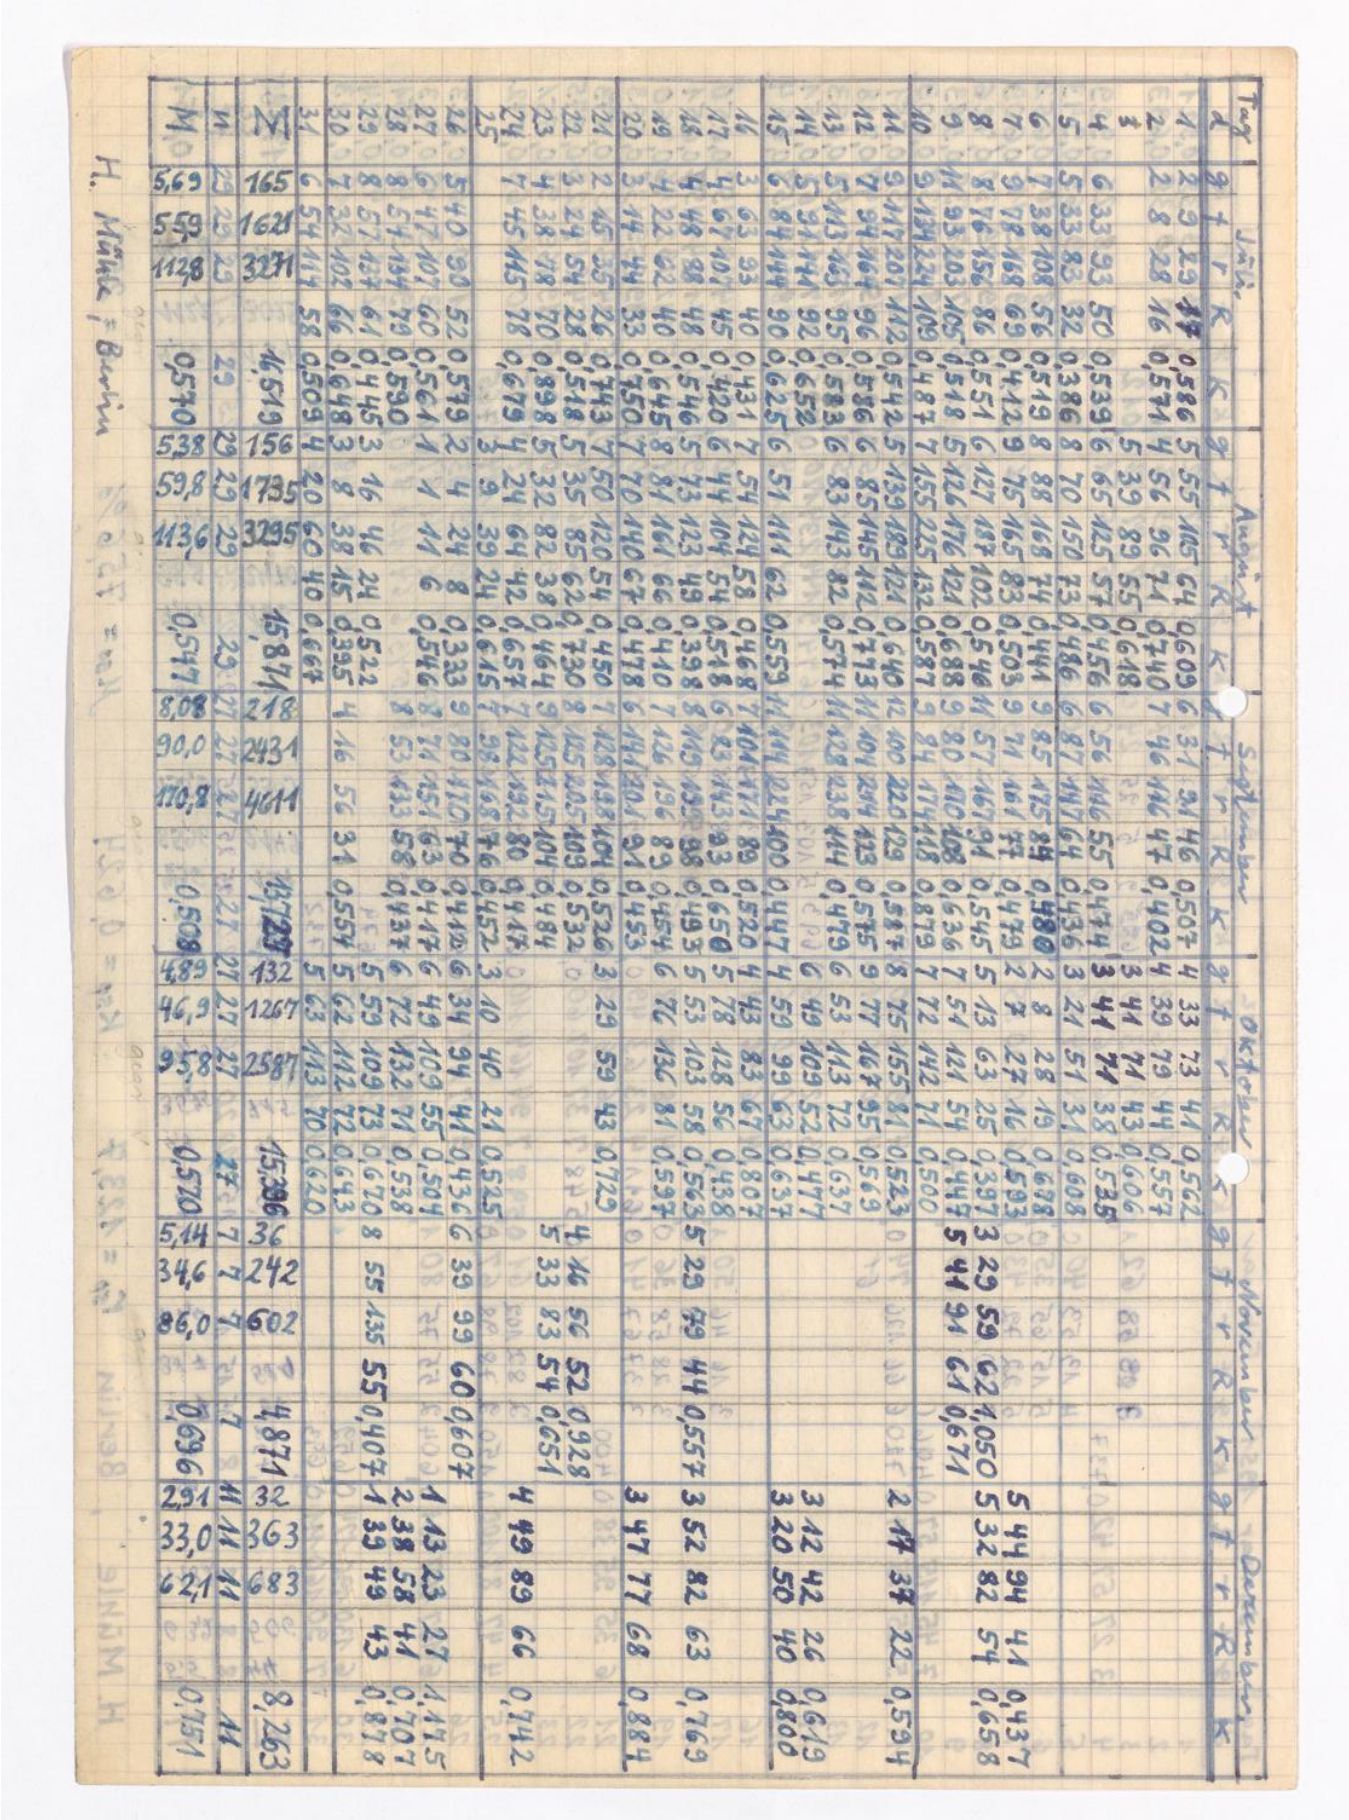 Tag Juli, August September Oktober November Dezember,
d g f r R K g f r R K g f r R K g f r R K g f r R K g f r R K
1 2 9 29 17 0,586 5 55 105 64 0,609 6 31 91 46 0,507 4 33 73 41 0,562
2 2 8 28 16 0,571 4 56 96 71 0,740 7 46 116 47 0,402 4 39 79 44 0,557
3 5 39 89 55 0,618 3 41 71 43 0,606
4 6 33 93 50 0,539 6 65 125 57 0,456 6 56 116 55 0,474 3 41 71 38 0,535
5 5 33 83 32 0,386 8 70 150 73 0,486 6 87 147 64 0,436 3 21 51 31 0,608
6 7 38 108 56 0,519 8 88 168 74 0,441 9 85 175 84 0,480 2 8 28 19 0,678
7 9 78 168 69 0,412 9 75 165 83 0,503 9 71 161 77 0,479 2 7 27 16 0,593 5 44 94 41 0,437
8 8 76 156 86 0,551 6 127 187 102 0,546 11 57 167 91 0,545 5 13 63 25 0,397 3 29 59 62 1,050 5 32 82 54 0,658
9 11 93 203 105 0,518 5 126 176 121 0,688 9 80 170 108 0,636 7 51 121 54 0,447 5 41 91 61 0,671
10 9 134 224 109 0,487 7 155 225 132 0,587 9 84 174 118 0,879 7 72 142 71 0,500
11 9 117 207 112 0,542 5 139 189 121 0,640 12 100 220 129 0,587 8 75 155 81 0,523 2 17 37 22 0,594
12 7 94 164 96 0,586 6 85 145 112 0,773 11 104 214 123 0,575 9 77 167 95 0,569
13 5 113 163 95 0,583 6 83 143 82 0,574 11 128 238 114 0,479 6 53 113 72 0,637
14 5 91 141 92 0,652 6 49 109 52 0,477 3 12 42 26 0,619
15 6 84 144 90 0,625 6 51 111 62 0,559 11 114 224 100 0,447 4 59 99 63 0,637 3 20 50 40 0,800
16 3 63 93 40 0,431 7 54 124 58 0,468 7 101 171 89 0,520 4 43 83 67 0,807
17 4 67 107 45 0,420 6 44 104 54 0,518 6 83 143 93 0,650 5 78 128 56 0,438
18 4 48 88 48 0,546 5 73 123 49 0,398 8 119 199 98 0,493 5 53 103 58 0,563 5 29 79 44 0,557 3 52 82 63 0,769
19 4 22 62 40 0,645 8 81 161 66 0,410 7 126 196 89 0,454 6 76 136 81 0,597
20 3 14 44 33 0,750 7 70 140 67 0,478 6 141 201 91 0,453 3 47 77 68 0,884
21 2 15 35 26 0,743 7 50 120 54 0,450 7 128 198 104 0,526 3 29 59 43 0,729
22 3 24 54 28 0,518 5 35 85 62 0,730 8 125 205 109 0,532 4 16 56 52 0,928
23 4 38 78 70 0,898 5 32 82 38 0,464 9 125 215 104 0,484 5 33 83 54 0,651
24 7 45 115 78 0,679 4 24 64 42 0,657 7 122 192 80 0,417 4 49 89 66 0,742
25 3 9 39 24 0,615 7 98 168 76 0,452 3 10 40 21 0,525
26 5 40 90 52 0,579 2 4 24 8 0,333 9 80 170 70 0,412 6 34 94 41 0,436 6 39 99 60 0,607
27 6 47 107 60 0,561 1 1 11 6 0,546 8 71 151 63 0,417 6 49 109 55 0,504 1 13 23 27 1,175
28 8 54 134 79 0,590 8 53 133 58 0,437 6 72 132 71 0,538 2 38 58 41 0,707
29 8 57 137 61 0,445 3 16 46 24 0,522 5 59 109 73 0,670 8 55 135 55 0,407 1 39 49 43 0,878
30 7 32 102 66 0,648 3 8 38 15 0,395 4 16 56 31 0,554 5 62 112 72 0,643
31 6 54 114 58 0,509 4 20 60 40 0,667 5 63 113 70 0,620
Σ 165 1621 3271 16,519 156 1735 3295 15,871 218 2431 4611 13,729 132 1267 2587 15,396 36 242 602 4,871 32 363 683 8,263
n 29 29 29 29 29 29 29 29 27 27 27 27 27 27 27 27 7 7 7 7 11 11 11 11
M 5,69 55,9 112,8 0,570 5,38 59,8 113,6 0,547 8,08 90,0 170,8 0,508 4,89 46,9 95,8 0,570 5,14 34,6 86,0 0,696 2,91 33,0 62,1 0,751
H. Mühle, Berlin